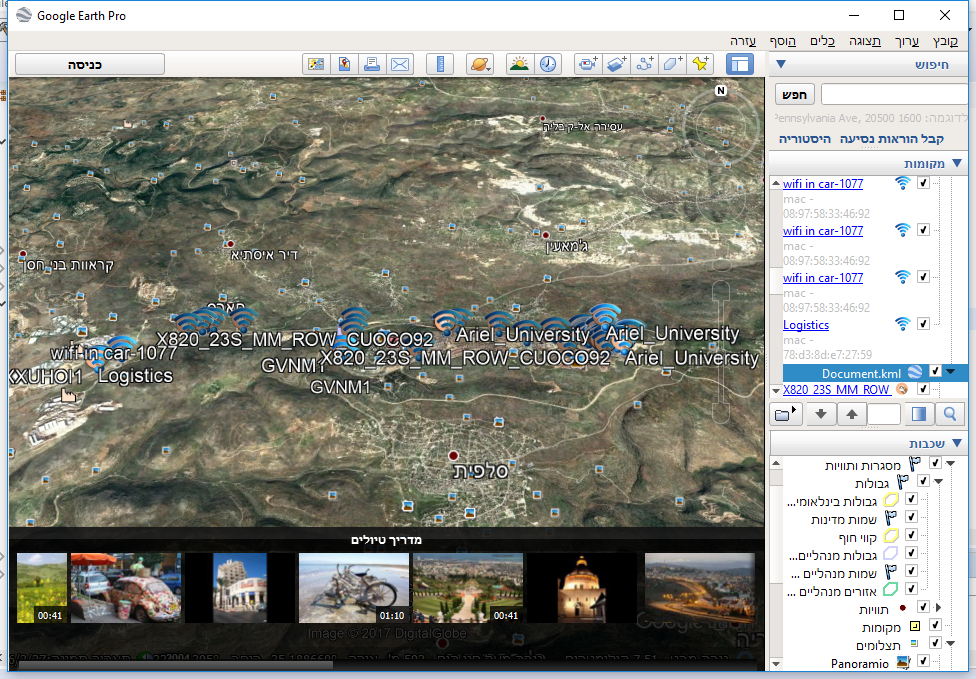 Google Earth Pro
קובץ ערוך תצוגה כלים הוסף עזרה
כניסה
חיפוש
חפש
לדוגמה: 1600 Pennsylvania Ave, 20500
קבל הוראות נסיעה היסטוריה
מקומות
wifi in car-1077
mac -
08:97:58:33:46:92
wifi in car-1077
mac -
08:97:58:33:46:92
wifi in car-1077
mac -
08:97:58:33:46:92
Logistics
mac -
78:d3:8d:e7:27:59
Document.kml
X820_23S_MM_ROW_
שכבות
מסגרות ותוויות
גבולות
גבולות בינלאומי...
שמות מדינות
קווי חוף
גבולות מנהליים...
שמות מנהליים ...
אזורים מנהליים ...
תוויות
מקומות
תצלומים
Panoramio
N
עסירה אל-קבליה
ג'מאעין
דיר איסתיא
קראוות בני חסן
X820_23S_MM_ROW_CUOCO92
Ariel_University
Ariel_University
wifi in car-1077
GVNM1
X820_23S_MM_ROW_CUOCO92
Ariel_University
XXUHOI1
Logistics
GVNM1
סלפית
מדריך טיולים
00:41
01:10
00:41
Image © 2017 DigitalGlobe
Google Earth